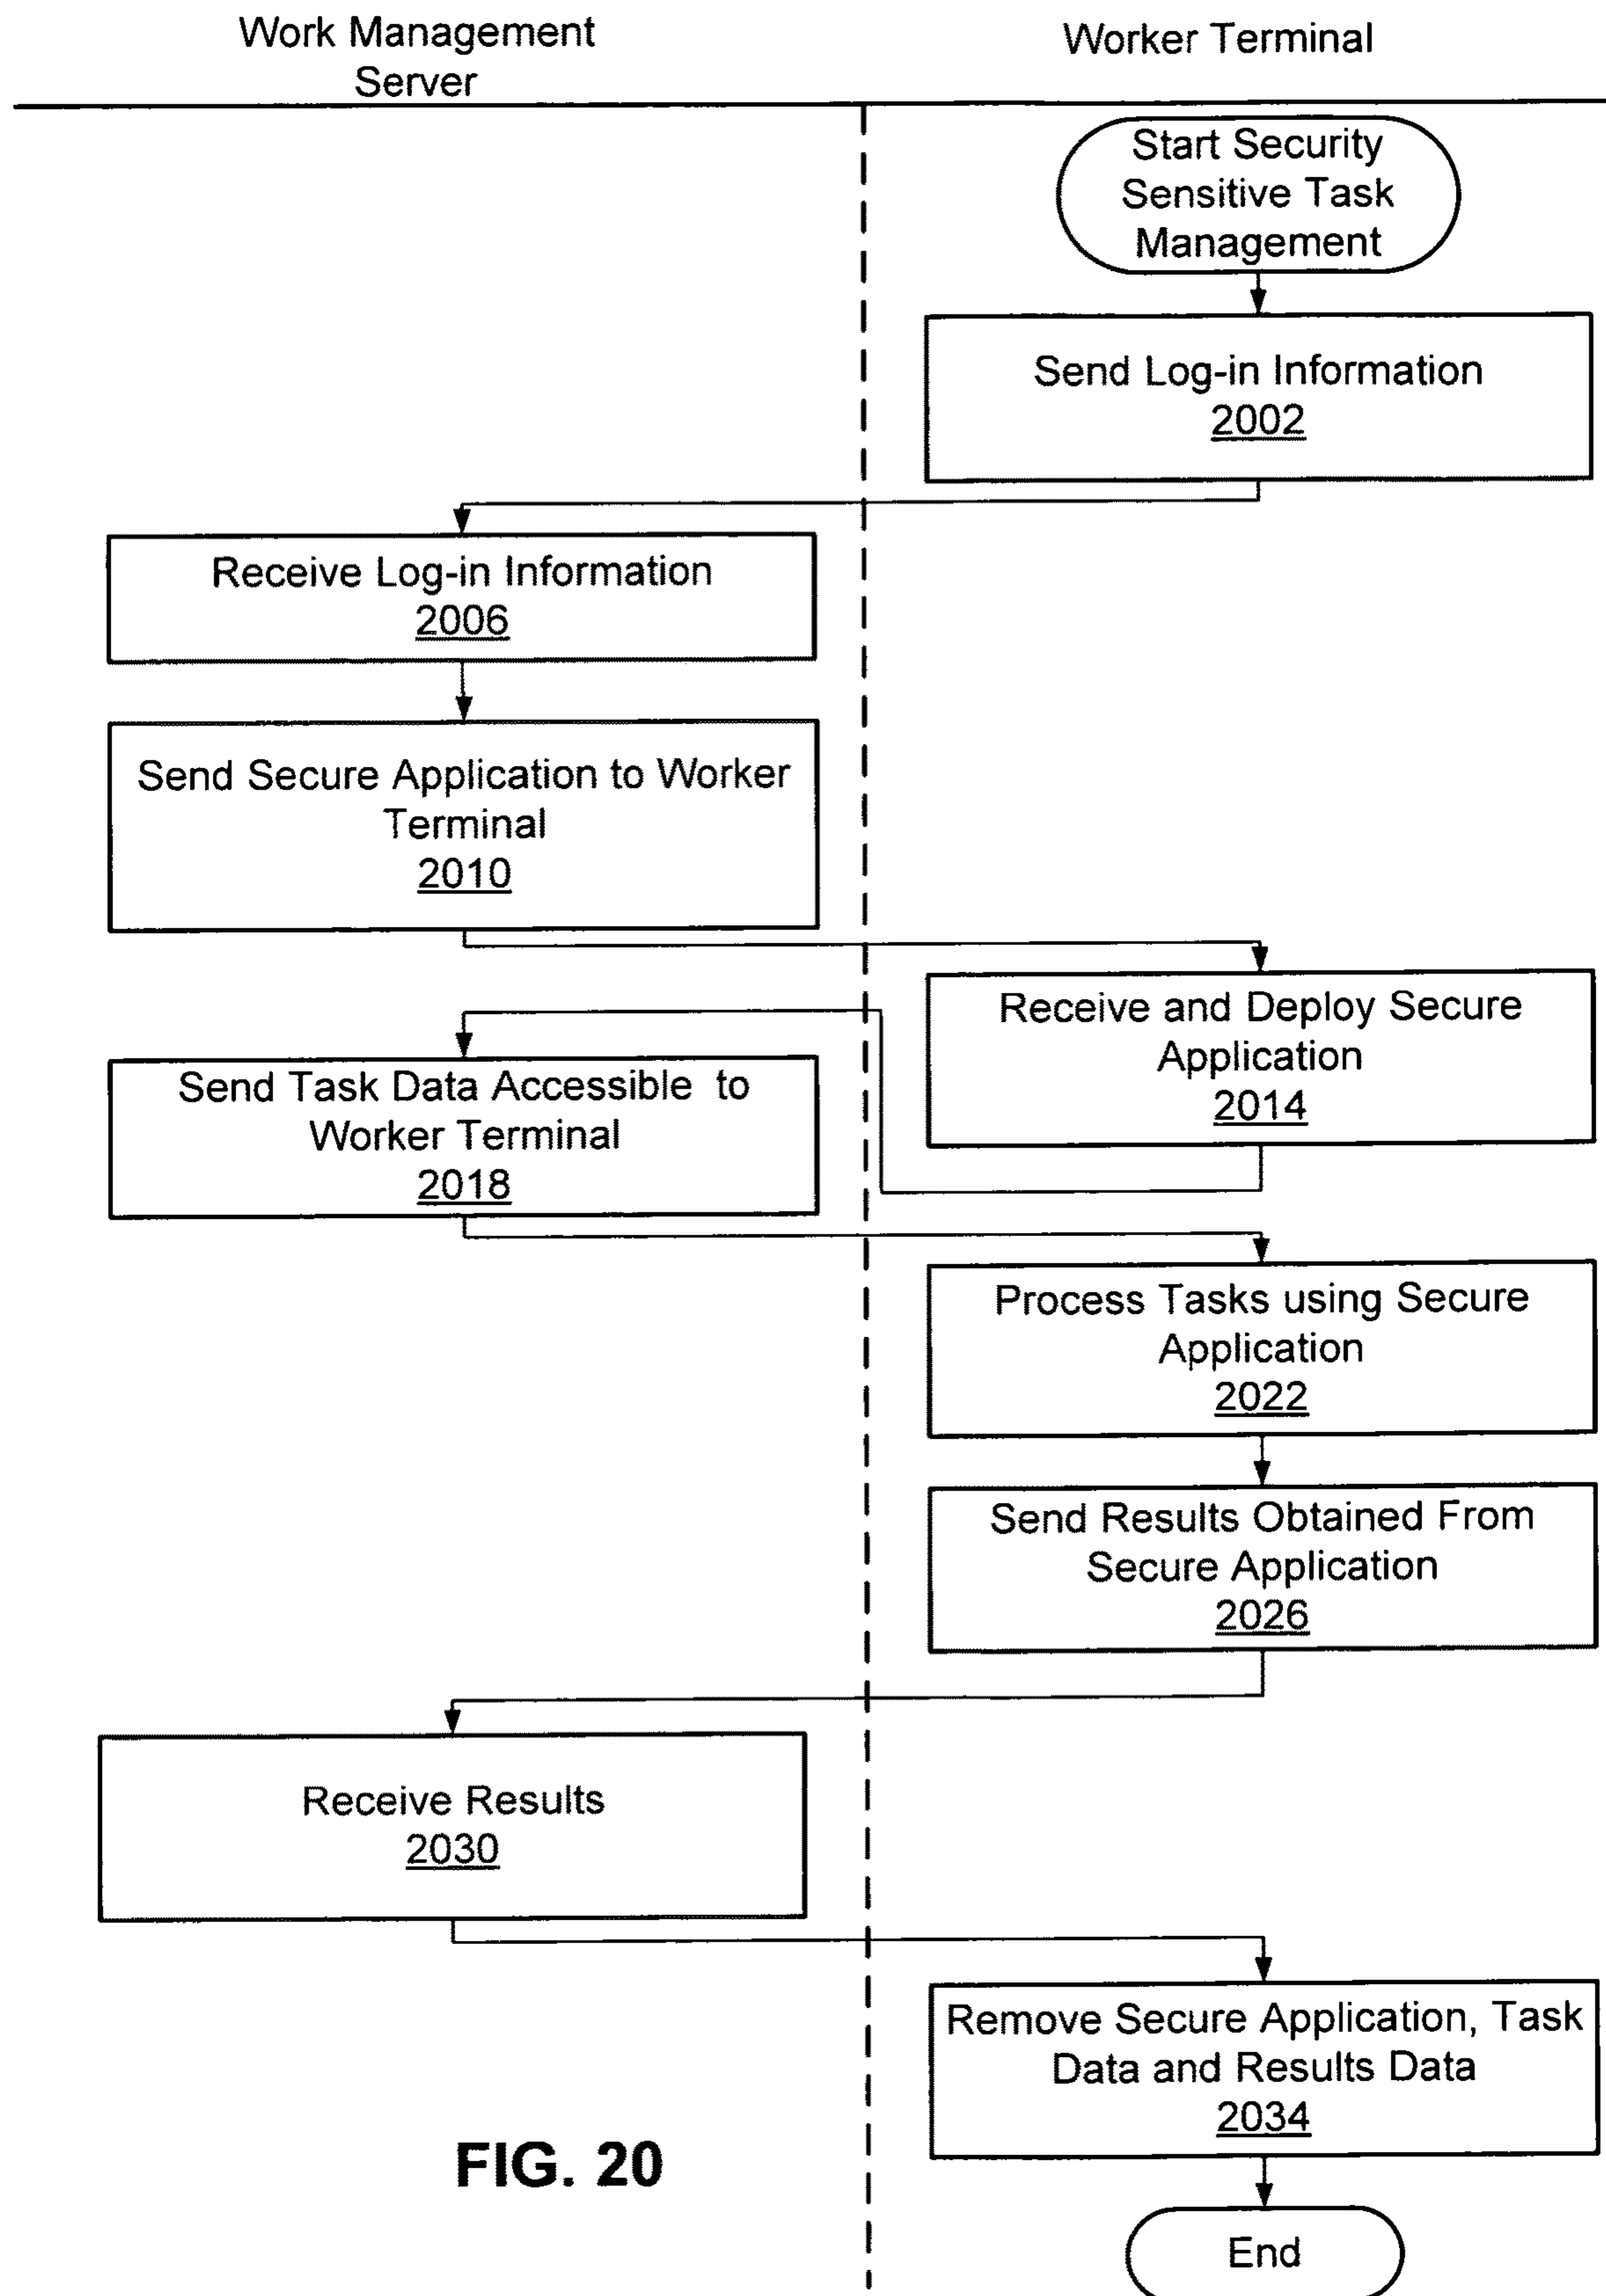 Work Management
Server
Worker Terminal
Start Security
Sensitive Task
Management
Send Log-in Information
2002
Receive Log-in Information
2006
Send Secure Application to Worker
Terminal
2010
Receive and Deploy Secure
Application
2014
Send Task Data Accessible to
Worker Terminal
2018
Process Tasks using Secure
Application
2022
Send Results Obtained From
Secure Application
2026
Receive Results
2030
Remove Secure Application, Task
Data and Results Data
2034
FIG. 20
End